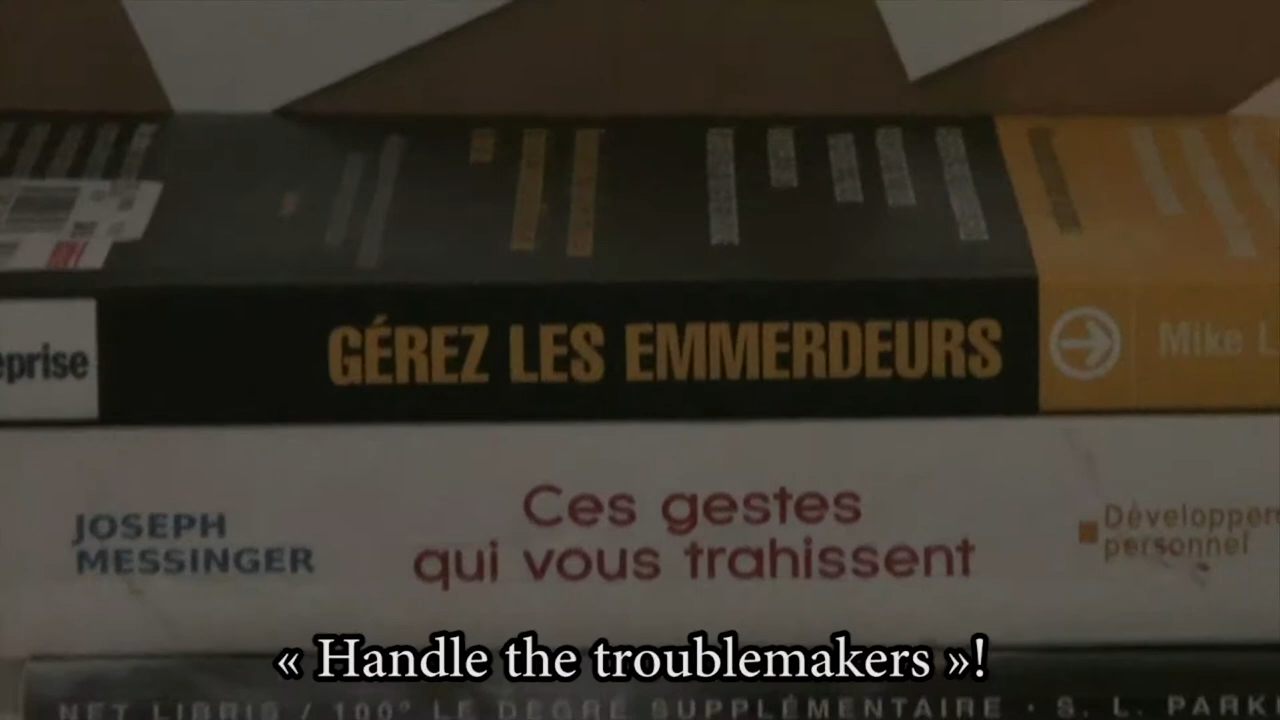 eprise
GÉREZ LES EMMERDEURS
Mike L
JOSEPH
MESSINGER
Ces gestes
qui vous trahissent
Développem
personnel
« Handle the troublemakers »!
NET LIBRIS / 100° LE DEGRÉ SUPPLÉMENTAIRE · S. L. PARK